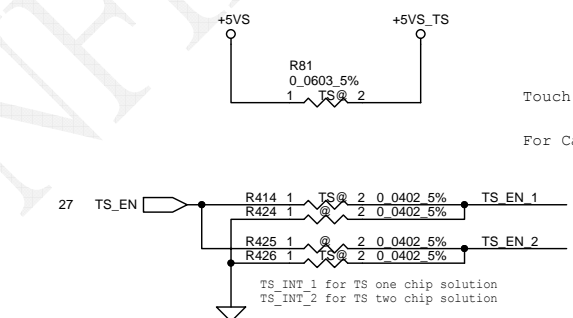 +5VS +5VS_TS
R81
0_0603_5%
1 TS@ 2
Touch
For Ca
27 TS_EN
R414 1 TS@ 2 0_0402_5% TS_EN_1
R424 1 @ 2 0_0402_5%
R425 1 @ 2 0_0402_5% TS_EN_2
R426 1 TS@ 2 0_0402_5%
TS_INT_1 for TS one chip solution
TS_INT_2 for TS two chip solution